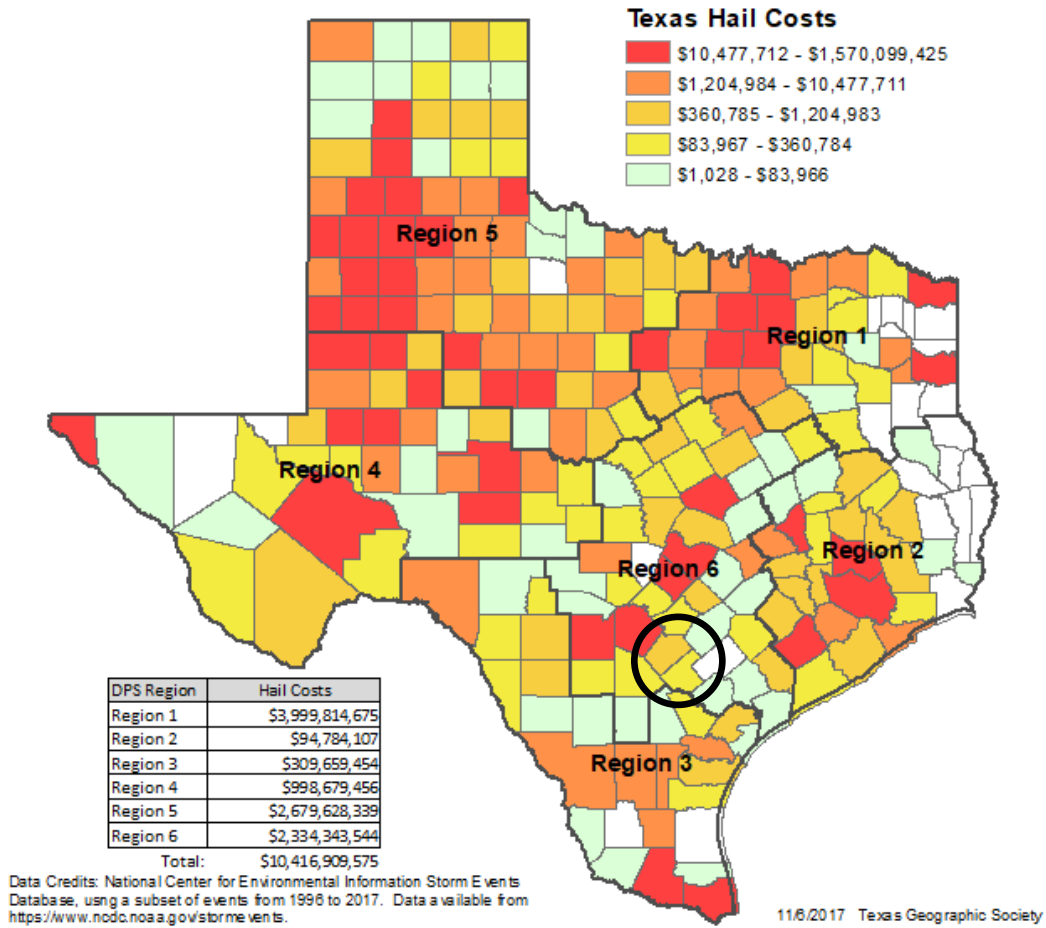 Texas Hail Costs
$10,477,712 - $1,570,099,425
$1,204,984 - $10,477,711
$360,785 - $1,204,983
$83,967 - $360,784
$1,028 - $83,966
Region 5
Region 1
Region 4
Region 2
Region 6
Region 3
DPS Region Hail Costs
Region 1 $3,999,814,675
Region 2 $94,784,107
Region 3 $309,659,454
Region 4 $998,679,456
Region 5 $2,679,628,339
Region 6 $2,334,343,544
Total: $10,416,909,575
Data Credits: National Center for Environmental Information Storm Events
Database, usng a subset of events from 1996 to 2017. Data available from
https://www.ncdc.noaa.gov/stormevents.
11/6/2017 Texas Geographic Society